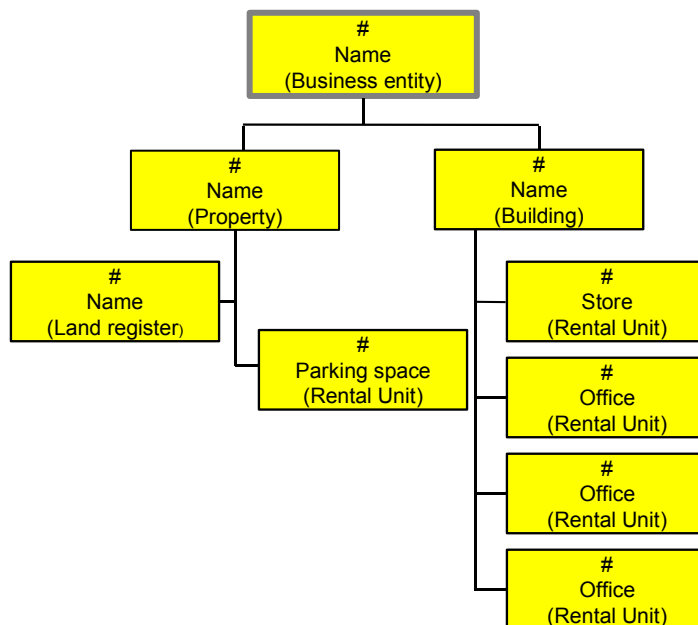 #
Name
(Business entity)
#
Name
(Property)
#
Name
(Building)
#
Name
(Land register)
#
Parking space
(Rental Unit)
#
Store
(Rental Unit)
#
Office
(Rental Unit)
#
Office
(Rental Unit)
#
Office
(Rental Unit)